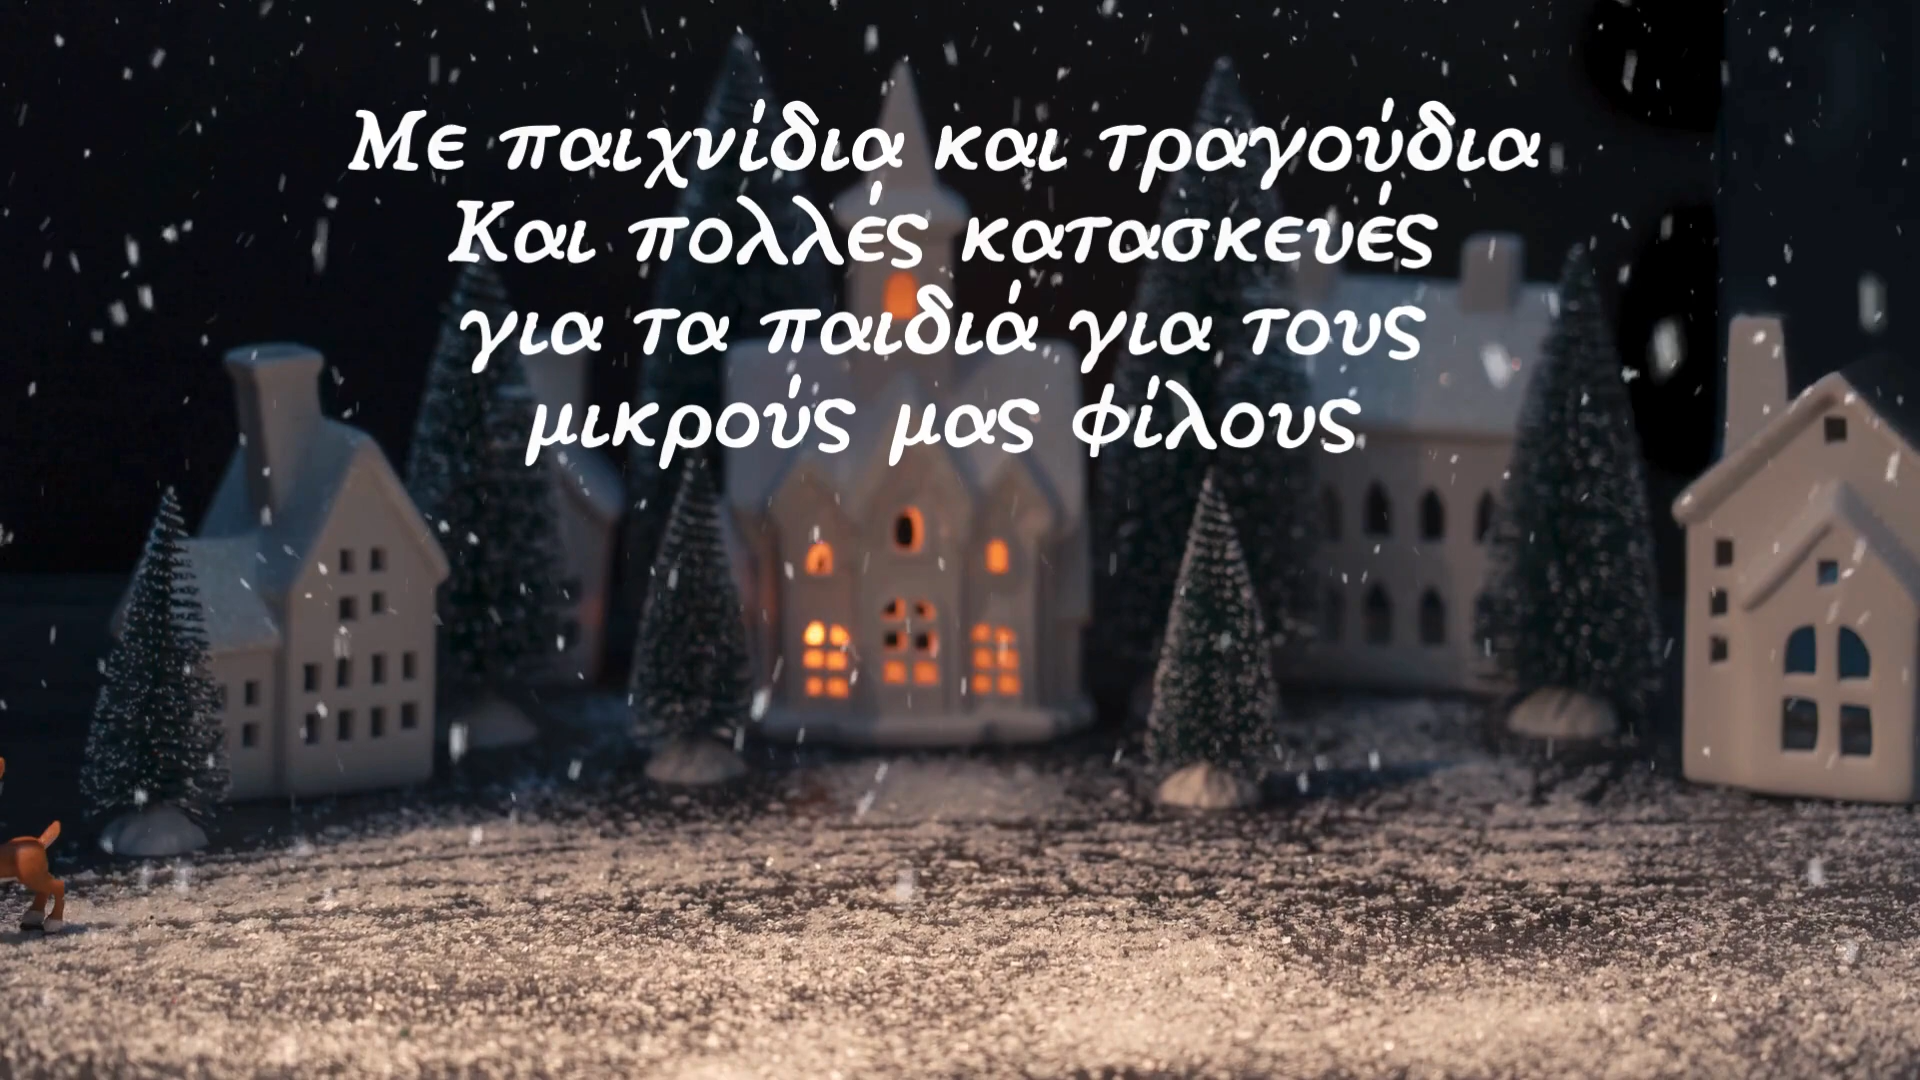 Με παιχνίδια και τραγούδια
Και πολλές κατασκευές
για τα παιδιά για τους
μικρούς μας φίλους